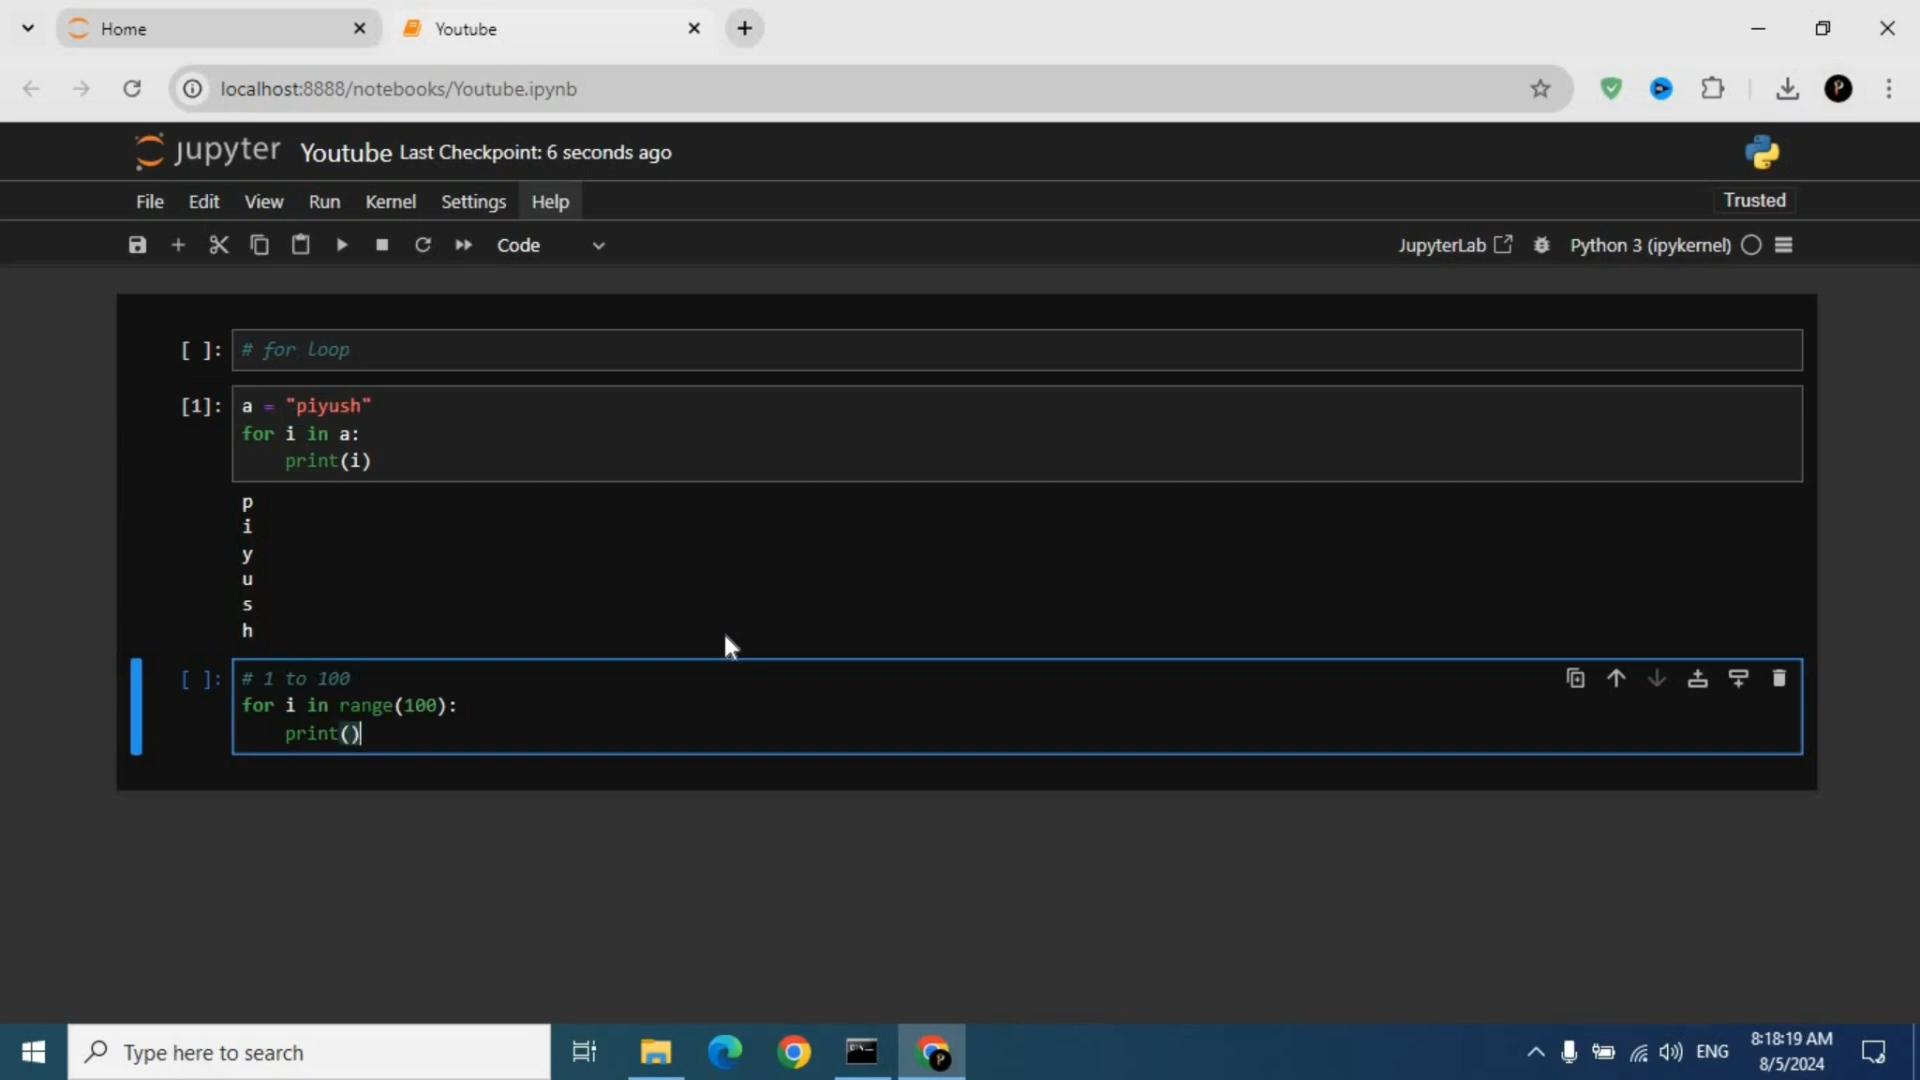 Home
Youtube
localhost:8888/notebooks/Youtube.ipynb
jupyter Youtube Last Checkpoint: 6 seconds ago
File Edit View Run Kernel Settings Help
Trusted
Code
JupyterLab
Python 3 (ipykernel)
[ ]: # for loop
[1]: a = "piyush"
for i in a:
    print(i)
p
i
y
u
s
h
[ ]: # 1 to 100
for i in range(100):
    print()
Type here to search
P
ENG
8:18:19 AM
8/5/2024